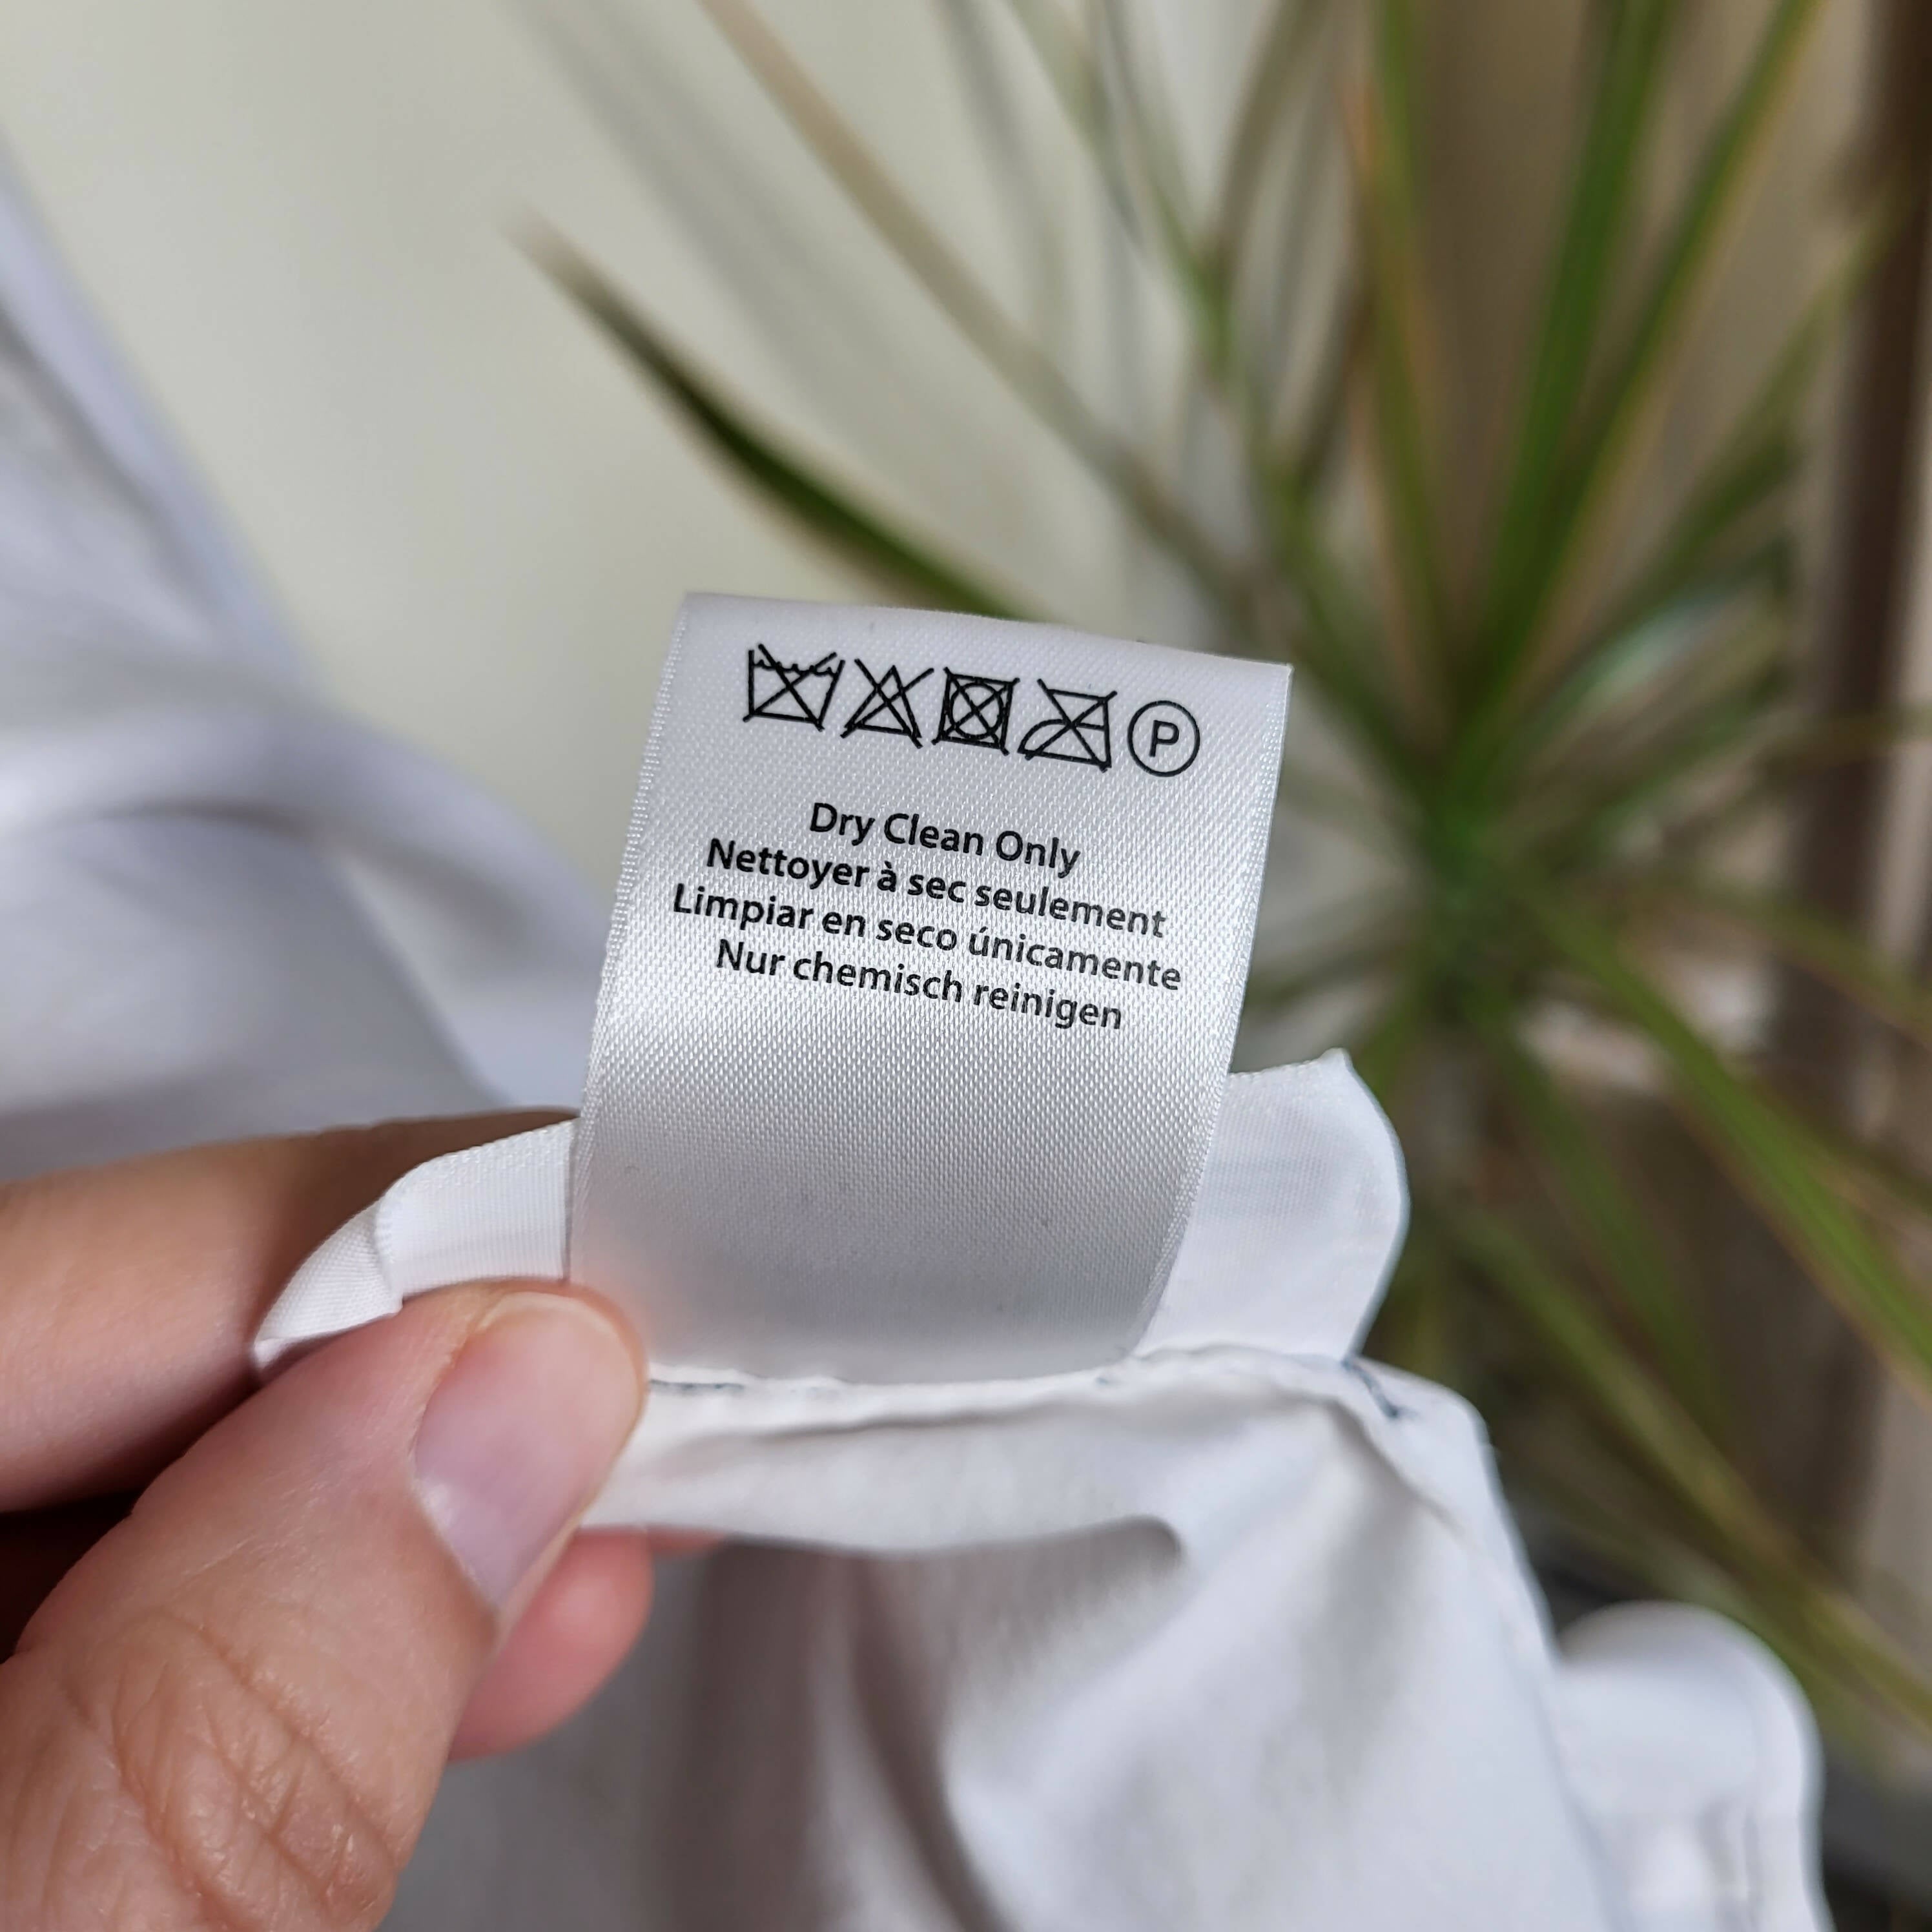 P
Dry Clean Only
Nettoyer à sec seulement
Limpiar en seco únicamente
Nur chemisch reinigen